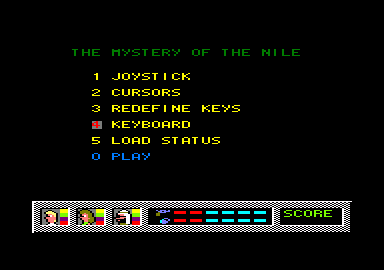 THE MYSTERY OF THE NILE
1 JOYSTICK
2 CURSORS
3 REDEFINE KEYS
4 KEYBOARD
5 LOAD STATUS
0 PLAY
SCORE